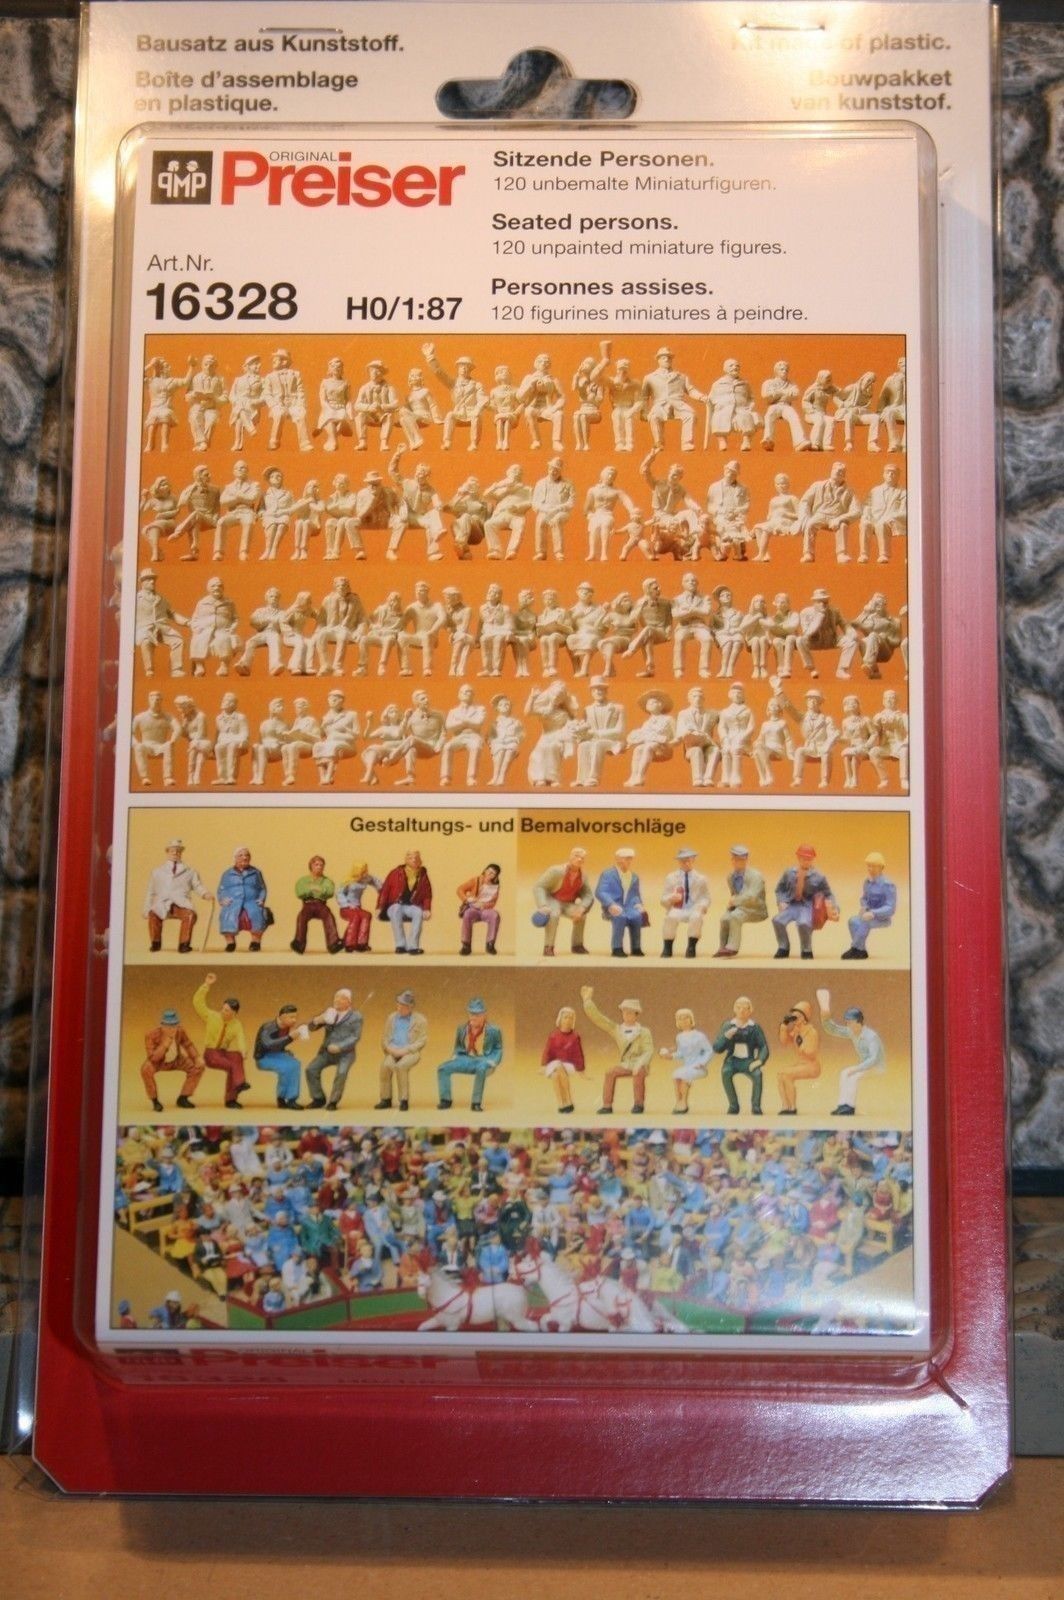 Bausatz aus Kunststoff.
Boîte d'assemblage
en plastique.
Kit made of plastic.
Bouwpakket
van kunststof.
PMP
ORIGINAL
Preiser
Art.Nr.
16328 H0/1:87
Sitzende Personen.
120 unbemalte Miniaturfiguren.
Seated persons.
120 unpainted miniature figures.
Personnes assises.
120 figurines miniatures à peindre.
Gestaltungs- und Bemalvorschläge
ORIGINAL
Preiser
16328